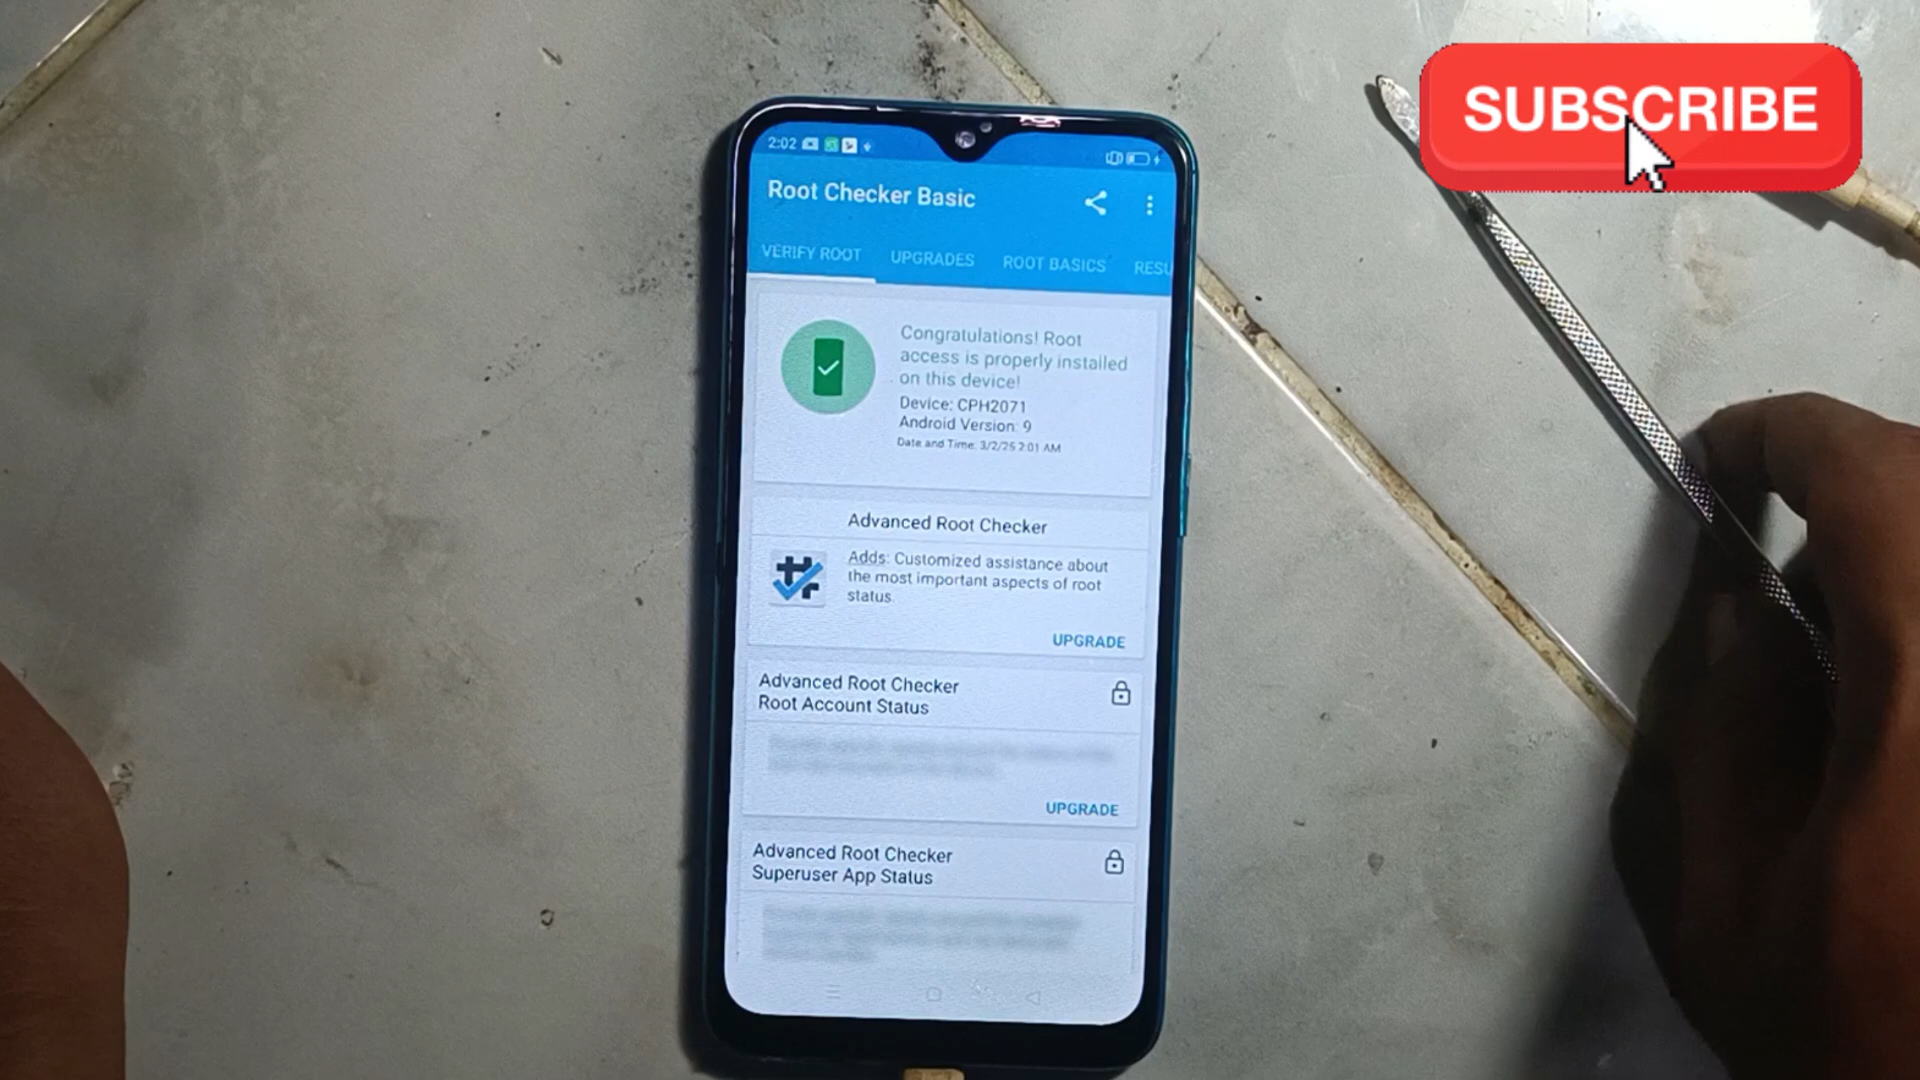 SUBSCRIBE
2:02
Root Checker Basic
VERIFY ROOT UPGRADES ROOT BASICS RESU
Congratulations! Root
access is properly installed
on this device!
Device: CPH2071
Android Version: 9
Date and Time: 3/2/25 2:01 AM
Advanced Root Checker
Adds: Customized assistance about
the most important aspects of root
status.
UPGRADE
Advanced Root Checker
Root Account Status
UPGRADE
Advanced Root Checker
Superuser App Status